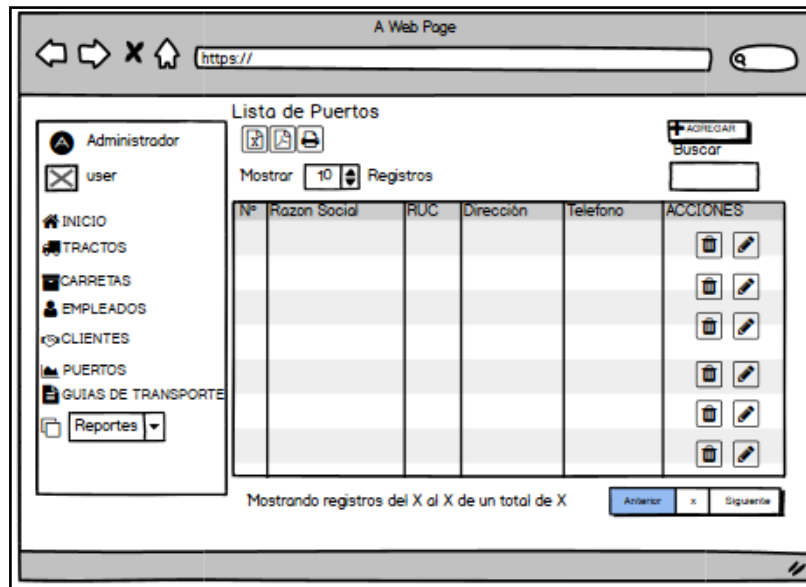 A Web Page
https://
Lista de Puertos
A Administrador
user
AGREGAR
Buscar
Mostrar 10 Registros
INICIO
TRACTOS
CARRETAS
EMPLEADOS
CLIENTES
PUERTOS
GUIAS DE TRANSPORTE
Reportes
Nº Razon Social RUC Dirección Telefono ACCIONES
Mostrando registros del X al X de un total de X
Anterior x Siguiente